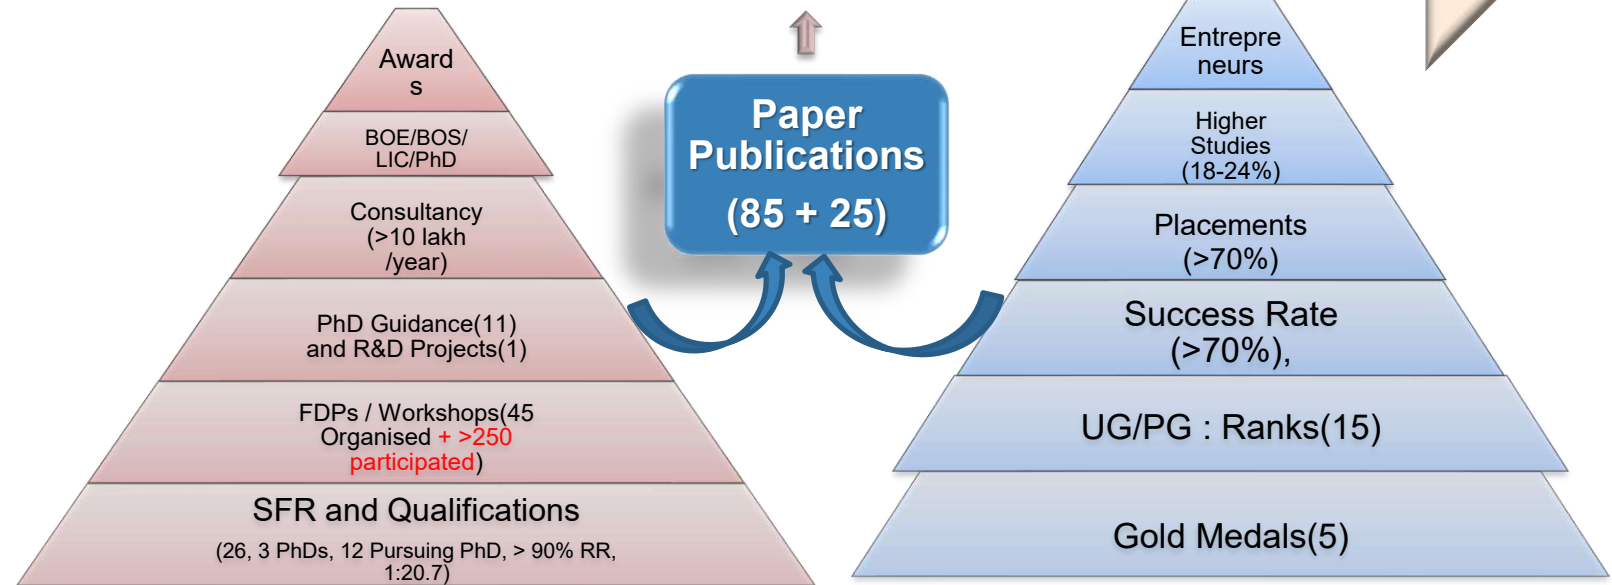 Award
s
BOE/BOS/
LIC/PhD
Consultancy
(>10 lakh
/year)
PhD Guidance(11)
and R&D Projects(1)
FDPs / Workshops(45
Organised + >250
participated)
SFR and Qualifications
(26, 3 PhDs, 12 Pursuing PhD, > 90% RR,
1:20.7)
Paper
Publications
(85 + 25)
Entrepre
neurs
Higher
Studies
(18-24%)
Placements
(>70%)
Success Rate
(>70%),
UG/PG : Ranks(15)
Gold Medals(5)